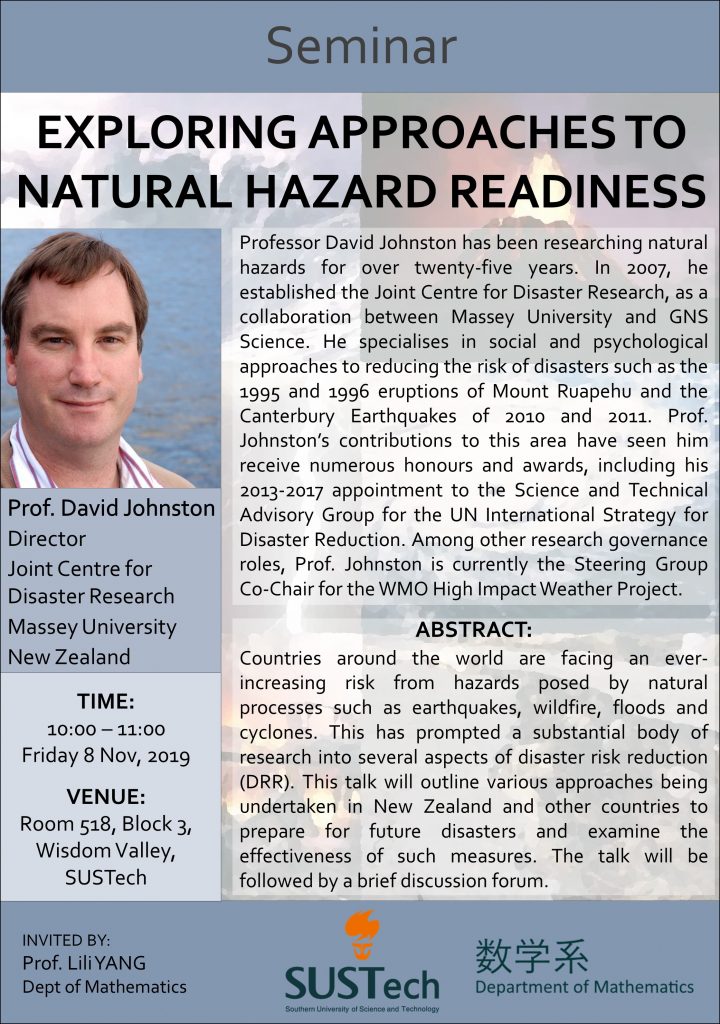 Seminar
EXPLORING APPROACHES TO
NATURAL HAZARD READINESS
Professor David Johnston has been researching natural
hazards for over twenty-five years. In 2007, he
established the Joint Centre for Disaster Research, as a
collaboration between Massey University and GNS
Science. He specialises in social and psychological
approaches to reducing the risk of disasters such as the
1995 and 1996 eruptions of Mount Ruapehu and the
Canterbury Earthquakes of 2010 and 2011. Prof.
Johnston's contributions to this area have seen him
receive numerous honours and awards, including his
2013-2017 appointment to the Science and Technical
Advisory Group for the UN International Strategy for
Disaster Reduction. Among other research governance
roles, Prof. Johnston is currently the Steering Group
Co-Chair for the WMO High Impact Weather Project.
Prof. David Johnston
Director
Joint Centre for
Disaster Research
Massey University
New Zealand
ABSTRACT:
Countries around the world are facing an ever-
increasing risk from hazards posed by natural
processes such as earthquakes, wildfire, floods and
cyclones. This has prompted a substantial body of
research into several aspects of disaster risk reduction
(DRR). This talk will outline various approaches being
undertaken in New Zealand and other countries to
prepare for future disasters and examine the
effectiveness of such measures. The talk will be
followed by a brief discussion forum.
TIME:
10:00 – 11:00
Friday 8 Nov, 2019
VENUE:
Room 518, Block 3,
Wisdom Valley,
SUSTech
INVITED BY:
Prof. Lili YANG
Dept of Mathematics
SUSTech
Southern University of Science and Technology
数学系
Department of Mathematics